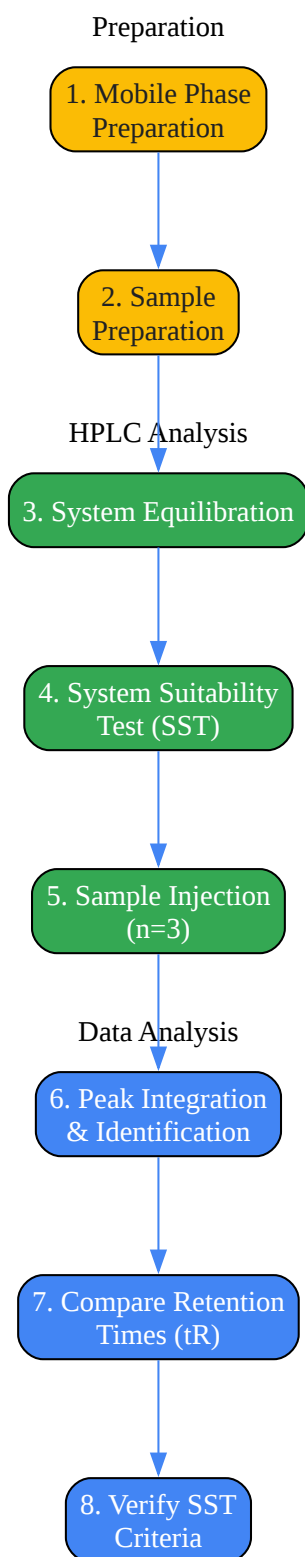 Preparation
1. Mobile Phase
Preparation
2. Sample
Preparation
HPLC Analysis
3. System Equilibration
4. System Suitability
Test (SST)
5. Sample Injection
(n=3)
Data Analysis
6. Peak Integration
& Identification
7. Compare Retention
Times (tR)
8. Verify SST
Criteria